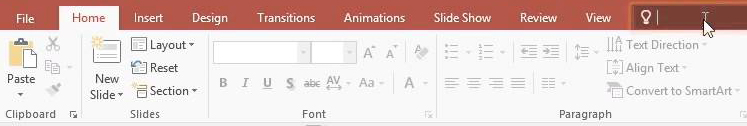 File Home Insert Design Transitions Animations Slide Show Review View
Layout
Text Direction
Reset
Align Text
Paste New Slide Section
B I U S abc AV Aa A
Convert to SmartArt
Clipboard Slides Font Paragraph